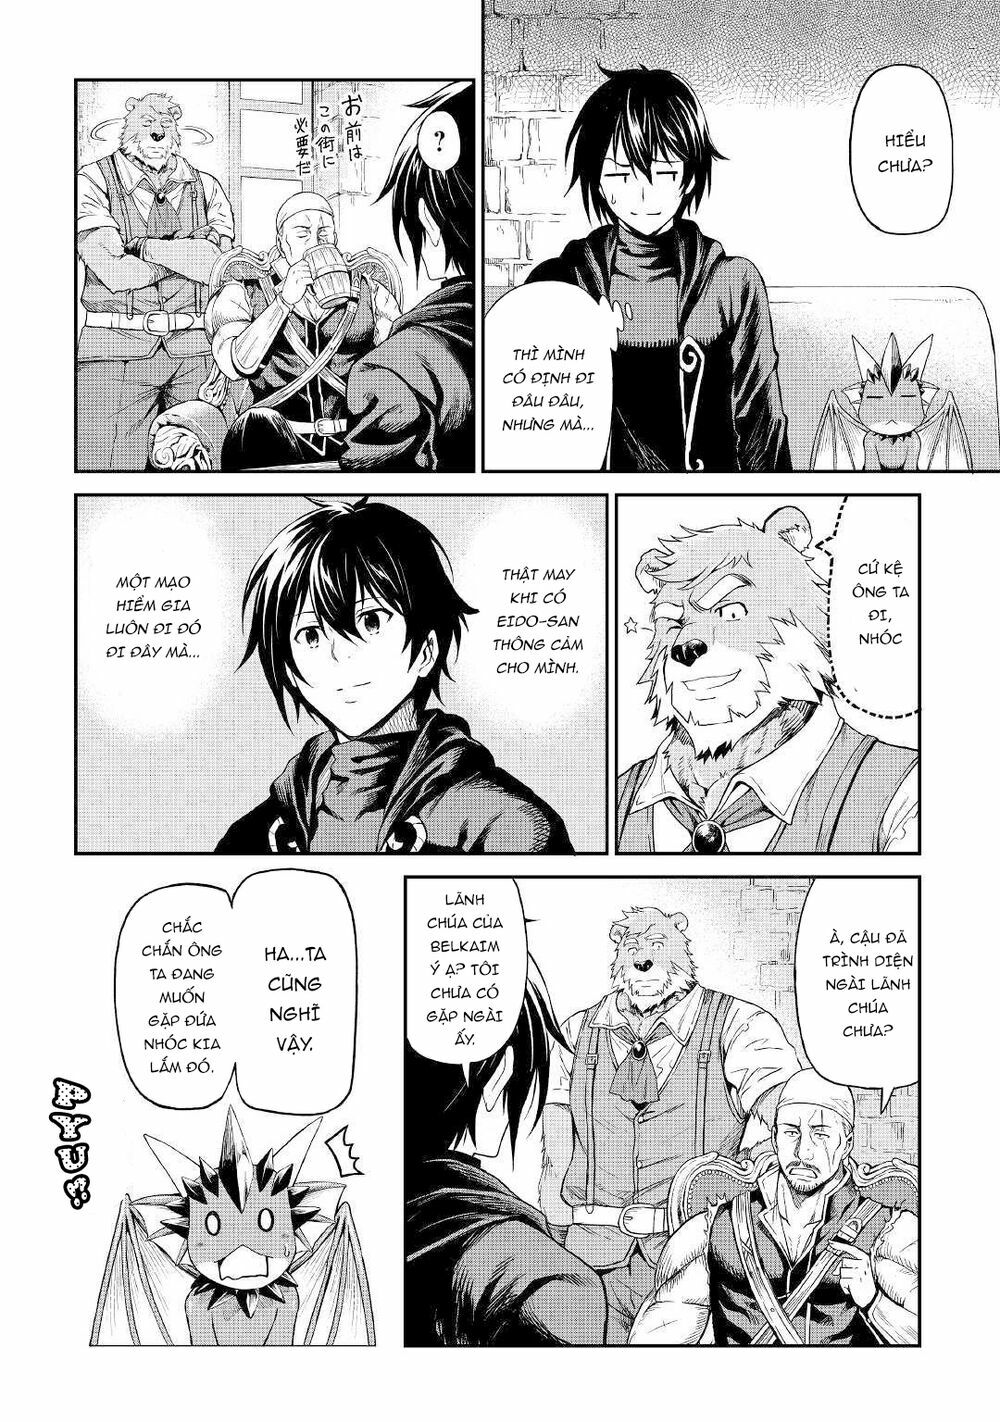 HIỂU
CHƯA?
THÌ MÌNH
CÓ ĐỊNH ĐI
ĐÂU ĐÂU,
NHƯNG MÀ...
?
お前は
この街に
必要だ
CỨ KỆ
ÔNG TA
ĐI,
NHÓC
THẬT MAY
KHI CÓ
EIDO-SAN
THÔNG CẢM
CHO MÌNH.
MỘT MẠO
HIỂM GIA
LUÔN ĐI ĐÓ
ĐI ĐÂY MÀ...
À, CẬU ĐÃ
TRÌNH DIỆN
NGÀI LÃNH
CHÚA
CHƯA?
LÃNH
CHÚA CỦA
BELKAIM
Ý Ạ? TÔI
CHƯA CÓ
GẶP NGÀI
ẤY.
HA...TA
CŨNG
NGHĨ
VẬY.
CHẮC
CHẮN ÔNG
TA ĐANG
MUỐN
GẶP ĐỨA
NHÓC KIA
LẮM ĐÓ.